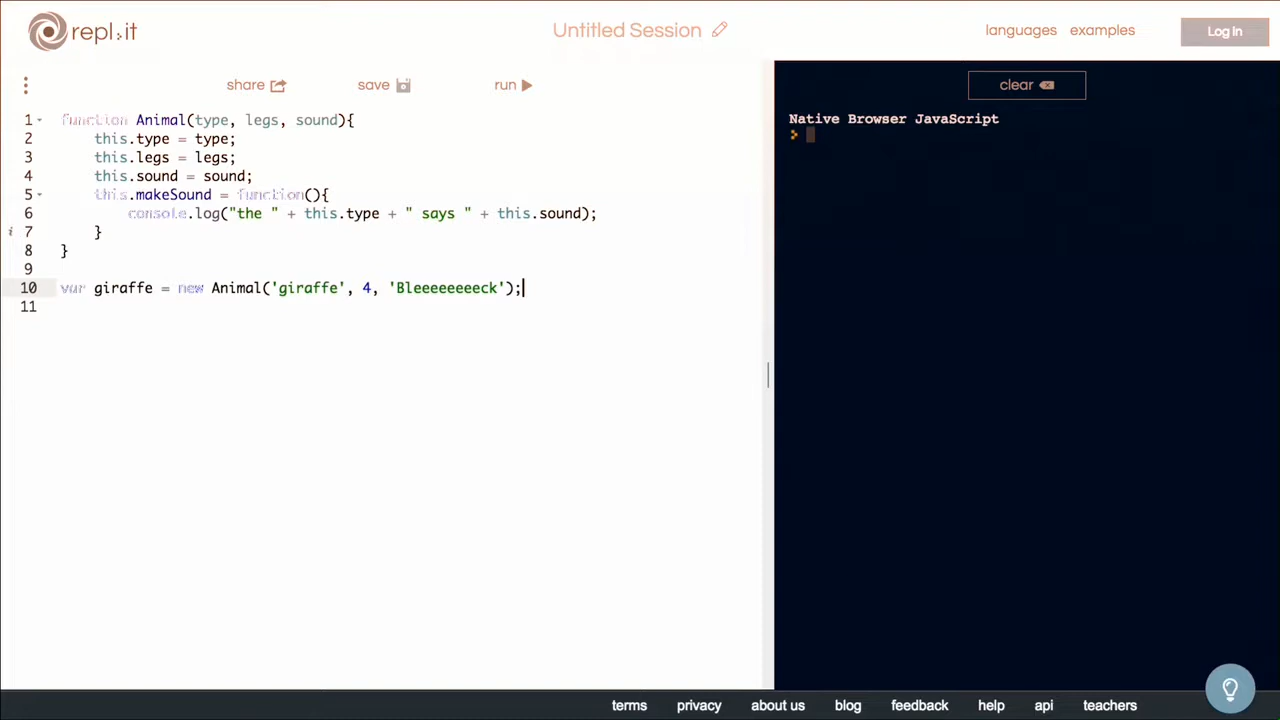 repl.it
Untitled Session
languages examples Log In
share save run
clear
1 function Animal(type, legs, sound){
2 this.type = type;
3 this.legs = legs;
4 this.sound = sound;
5 this.makeSound = function(){
6 console.log("the " + this.type + " says " + this.sound);
7 }
8 }
9
10 var giraffe = new Animal('giraffe', 4, 'Bleeeeeeeeck');
11
Native Browser JavaScript
>
terms privacy about us blog feedback help api teachers